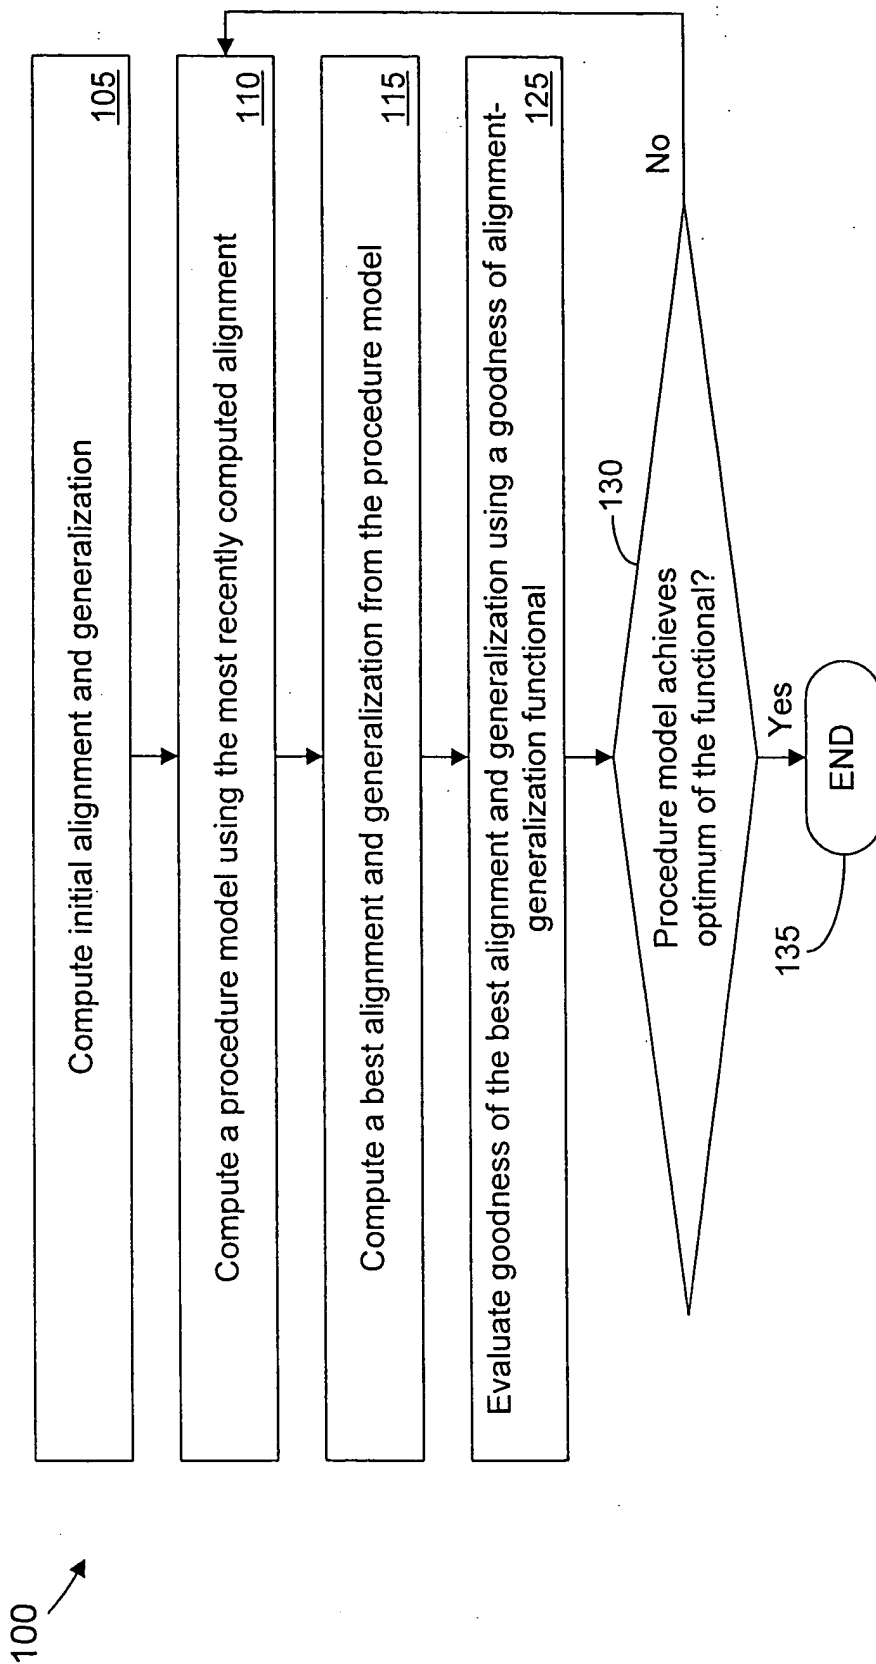 100
Compute initial alignment and generalization
105
Compute a procedure model using the most recently computed alignment
110
Compute a best alignment and generalization from the procedure model
115
Evaluate goodness of the best alignment and generalization using a goodness of alignment-
generalization functional
125
130
Procedure model achieves
optimum of the functional?
No
Yes
135
END